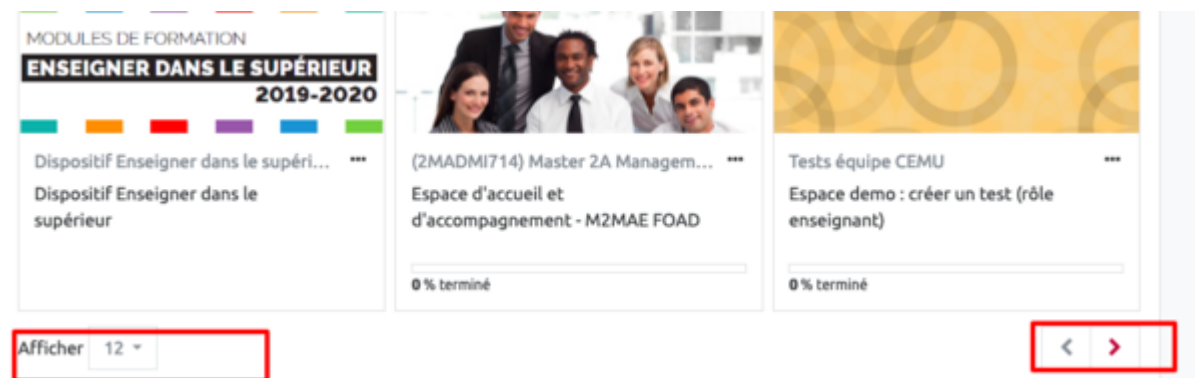 MODULES DE FORMATION
ENSEIGNER DANS LE SUPÉRIEUR
2019-2020
Dispositif Enseigner dans le supéri... ...
Dispositif Enseigner dans le
supérieur
(2MADMI714) Master 2A Managem... ...
Espace d'accueil et
d'accompagnement - M2MAE FOAD
0 % terminé
Tests équipe CEMU ...
Espace demo : créer un test (rôle
enseignant)
0 % terminé
Afficher 12